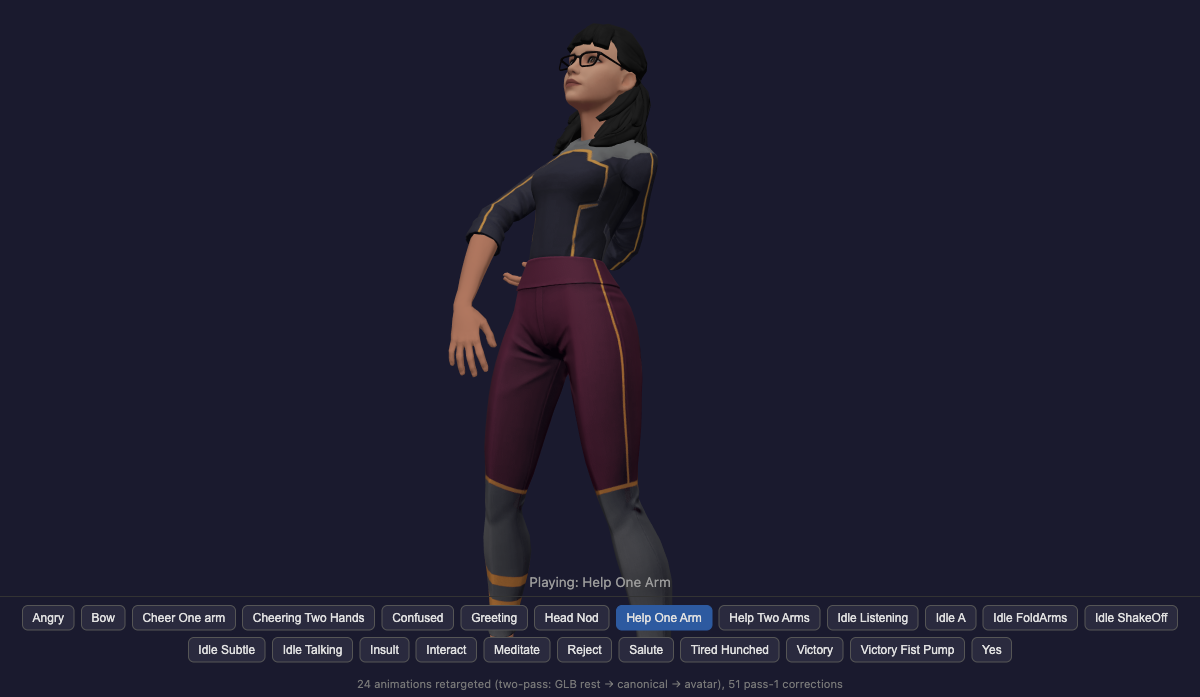 Playing: Help One Arm
Angry Bow Cheer One arm Cheering Two Hands Confused Greeting Head Nod Help One Arm Help Two Arms Idle Listening Idle A Idle FoldArms Idle ShakeOff
Idle Subtle Idle Talking Insult Interact Meditate Reject Salute Tired Hunched Victory Victory Fist Pump Yes
24 animations retargeted (two-pass: GLB rest → canonical → avatar), 51 pass-1 corrections